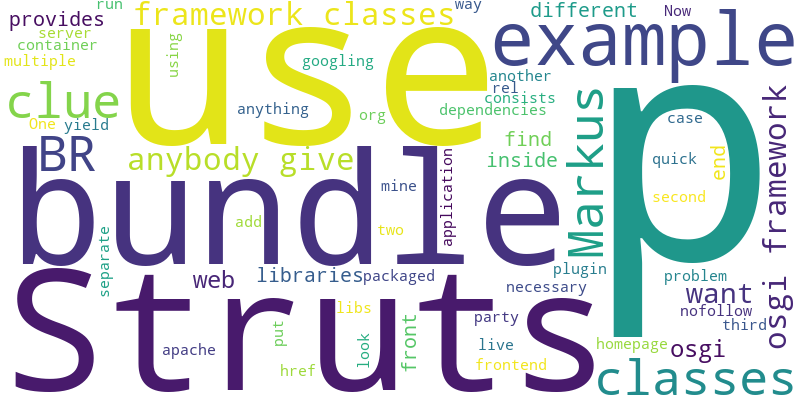 run
way
provides
framework classes
different
Now
server
container
use
example
using
googling
multiple
another
rel
clue
consists
anything
org
dependencies
One
yield
p
case
Markus
BR
find
anybody give
inside
quick
end
osgi framework
bundle
mine
application
second
add
two
separate
Struts
web
libraries
packaged
plugin
problem
necessary
want
libs
nofollow
party
third
put
front
look
live
homepage
osgi
apache
frontend
href
classes